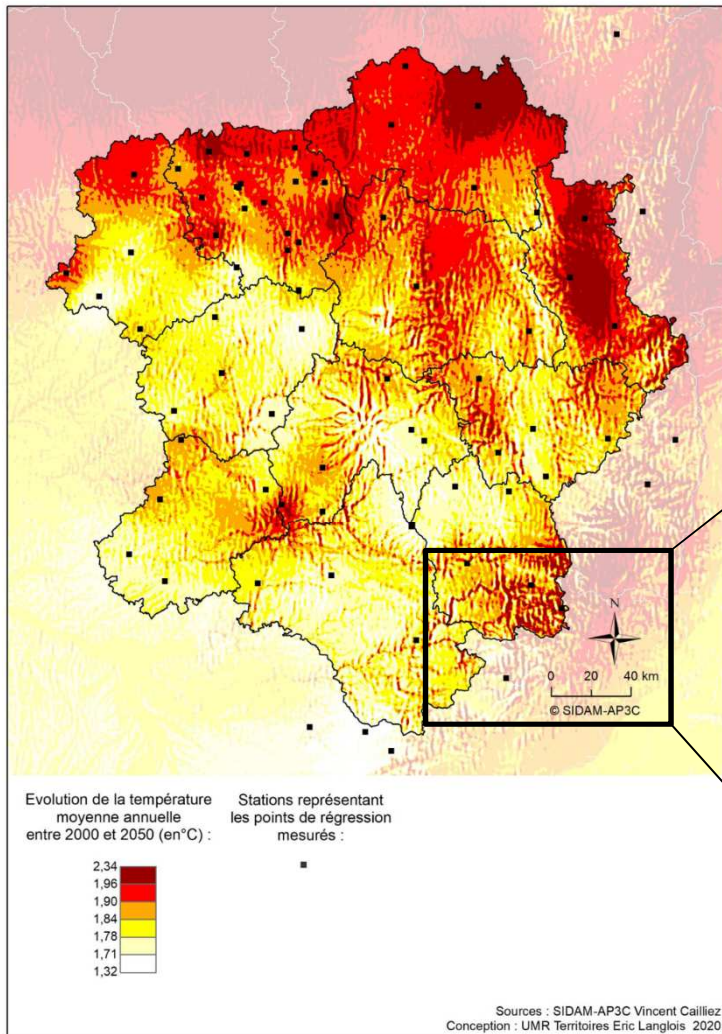 N
0 20 40 km
© SIDAM-AP3C
Evolution de la température
moyenne annuelle
entre 2000 et 2050 (en°C) :
Stations représentant
les points de régression
mesurés :
2,34
1,96
1,90
1,84
1,78
1,71
1,32
Sources : SIDAM-AP3C Vincent Cailliez
Conception : UMR Territoires Eric Langlois 2020